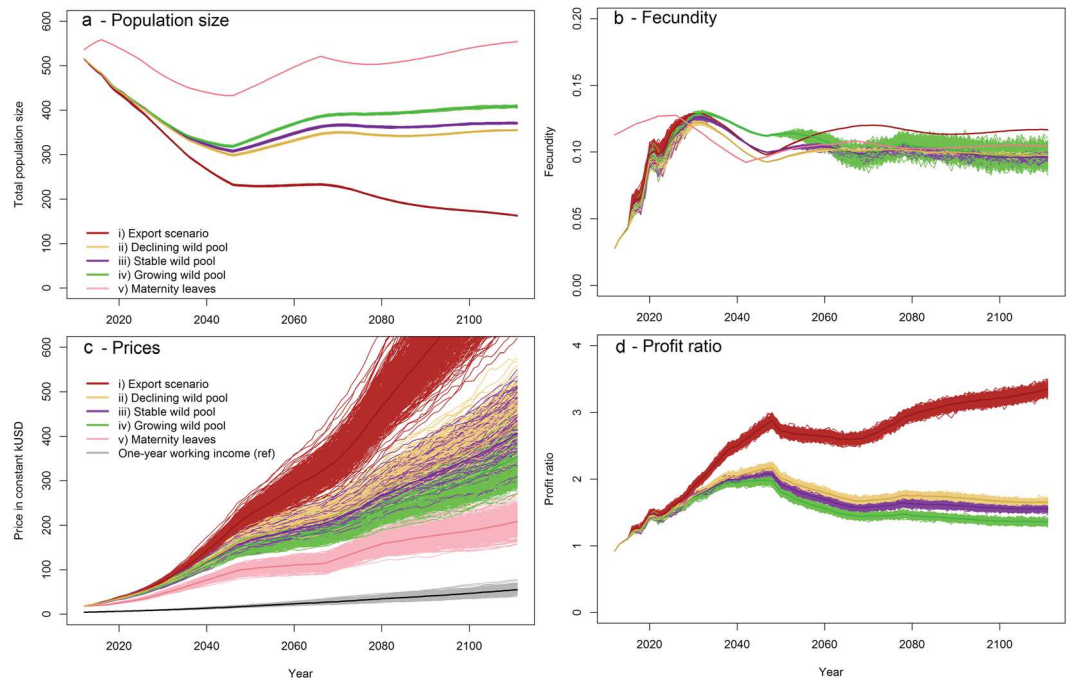 a - Population size
600
500
400
300
200
100
0
Total population size
i) Export scenario
ii) Declining wild pool
iii) Stable wild pool
iv) Growing wild pool
v) Maternity leaves
2020 2040 2060 2080 2100
b - Fecundity
0.20
0.15
0.10
0.05
0.00
Fecundity
2020 2040 2060 2080 2100
c - Prices
600
500
400
300
200
100
0
Price in constant kUSD
i) Export scenario
ii) Declining wild pool
iii) Stable wild pool
iv) Growing wild pool
v) Maternity leaves
One-year working income (ref)
2020 2040 2060 2080 2100
Year
d - Profit ratio
4
3
2
1
0
Profit ratio
2020 2040 2060 2080 2100
Year